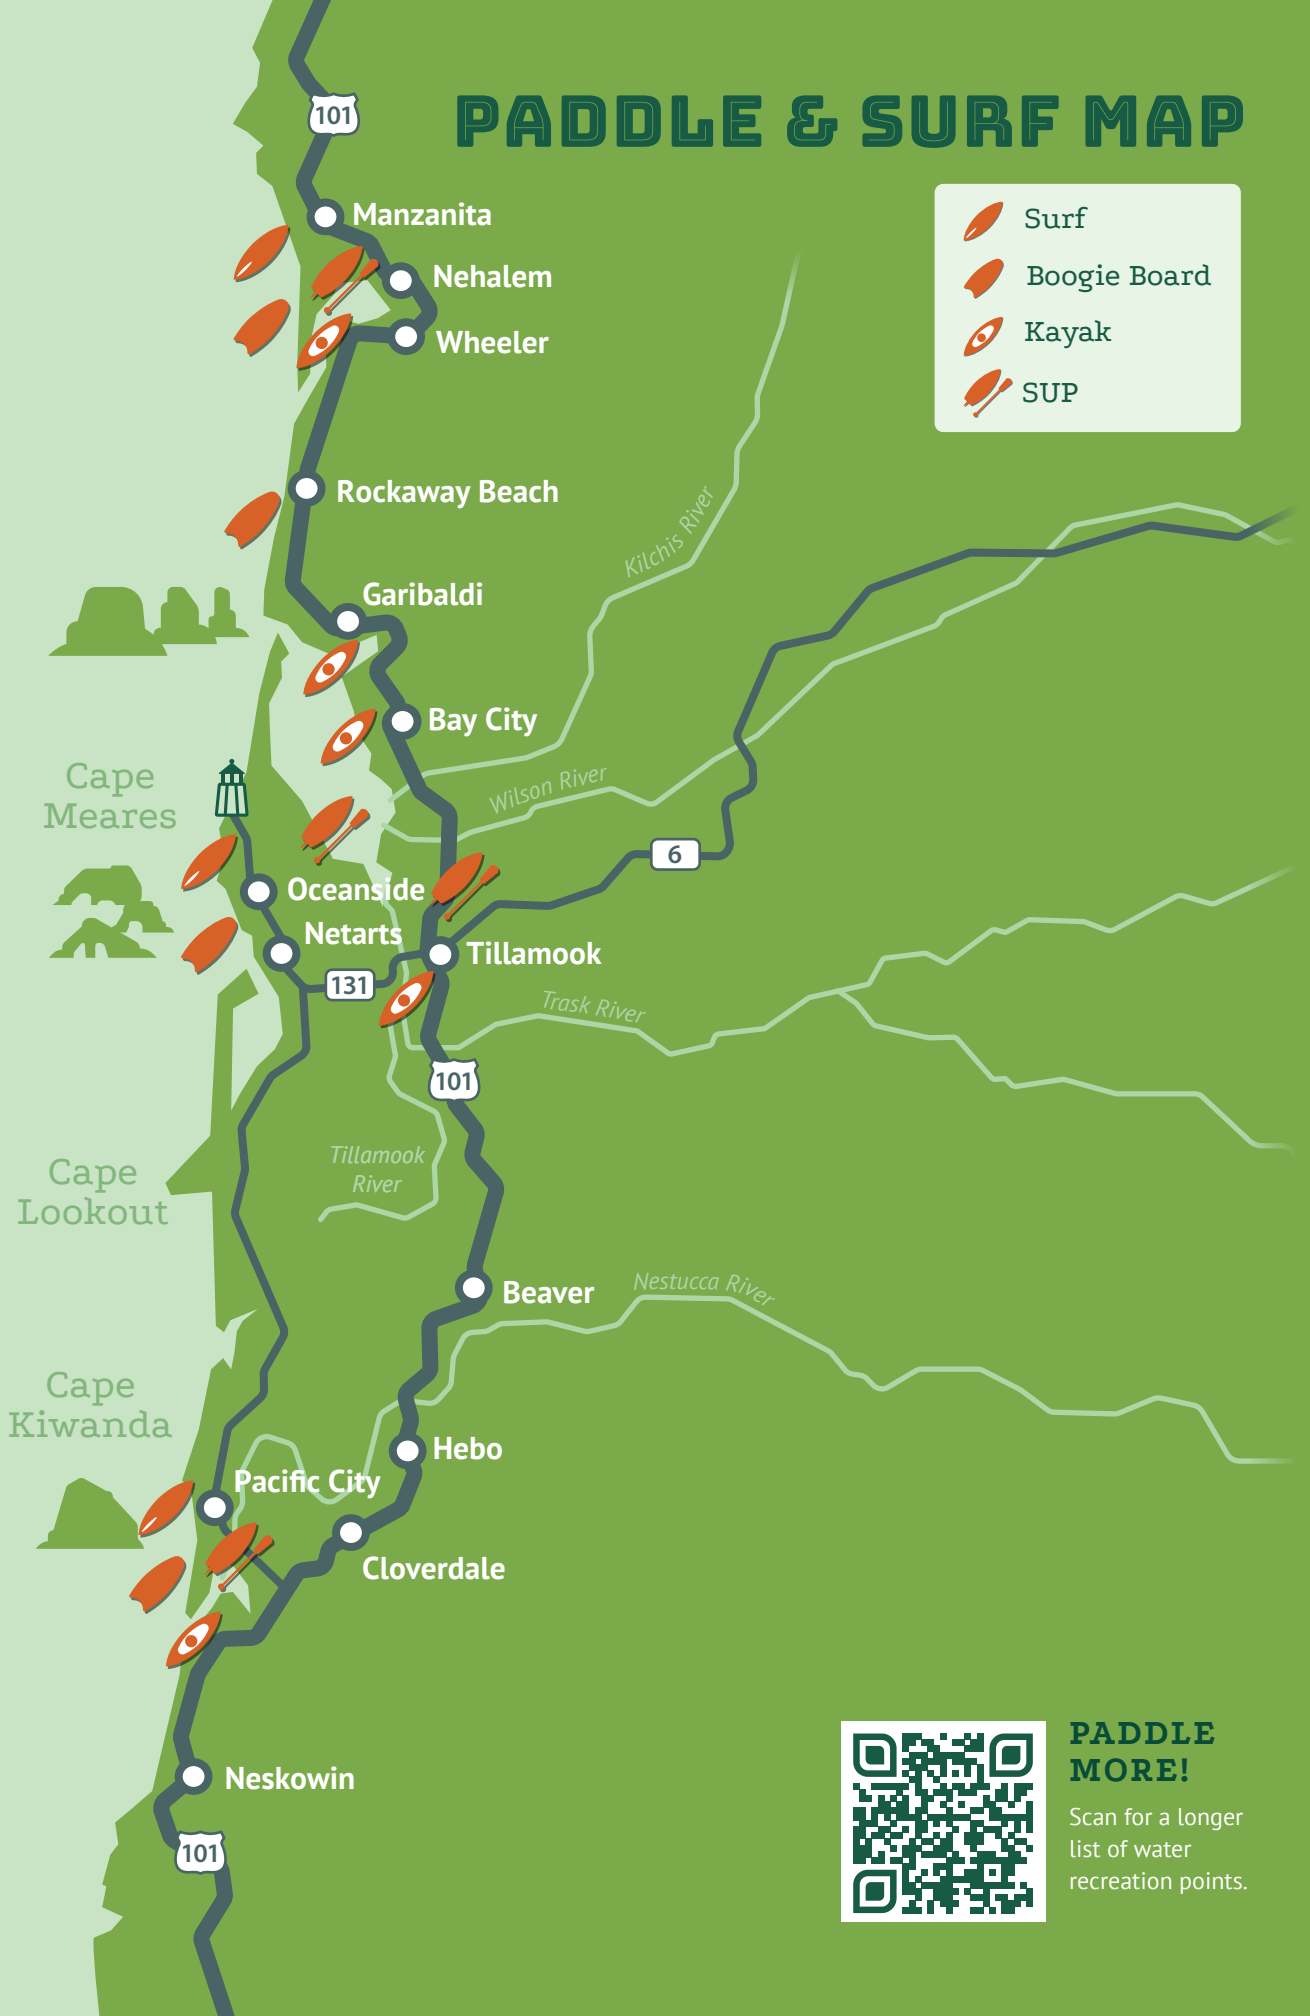 101
PADDLE & SURF MAP
Surf
Boogie Board
Kayak
SUP
Manzanita
Nehalem
Wheeler
Rockaway Beach
Kilchis River
Garibaldi
Bay City
Cape
Meares
Wilson River
6
Oceanside
Netarts
Tillamook
131
Trask River
101
Tillamook
River
Cape
Lookout
Beaver
Nestucca River
Cape
Kiwanda
Hebo
Pacific City
Cloverdale
Neskowin
101
PADDLE
MORE!
Scan for a longer
list of water
recreation points.